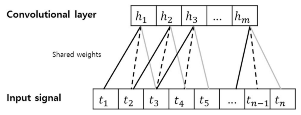 Convolutional layer h₁ h₂ h₃ ... hₘ
Shared weights
Input signal t₁ t₂ t₃ t₄ t₅ ... tₙ₋₁ tₙ